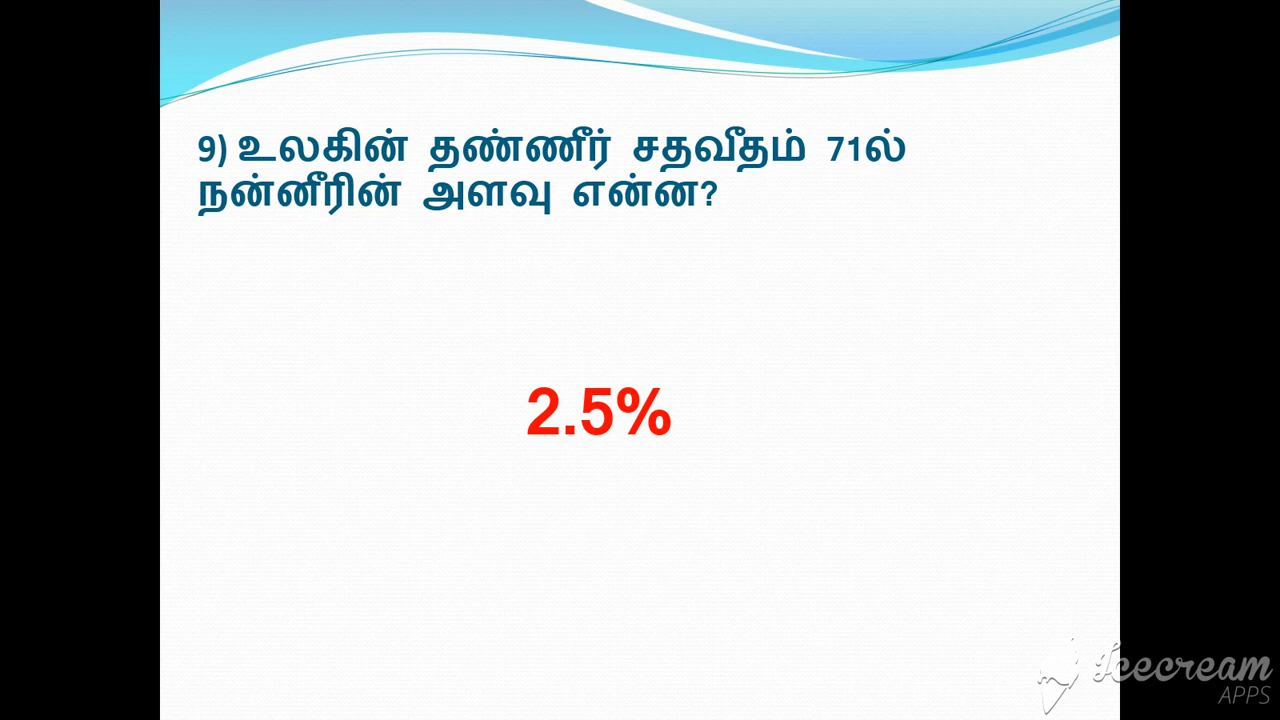 9) உலகின் தண்ணீர் சதவீதம் 71ல்
நன்னீரின் அளவு என்ன?
2.5%
Icecream
APPS